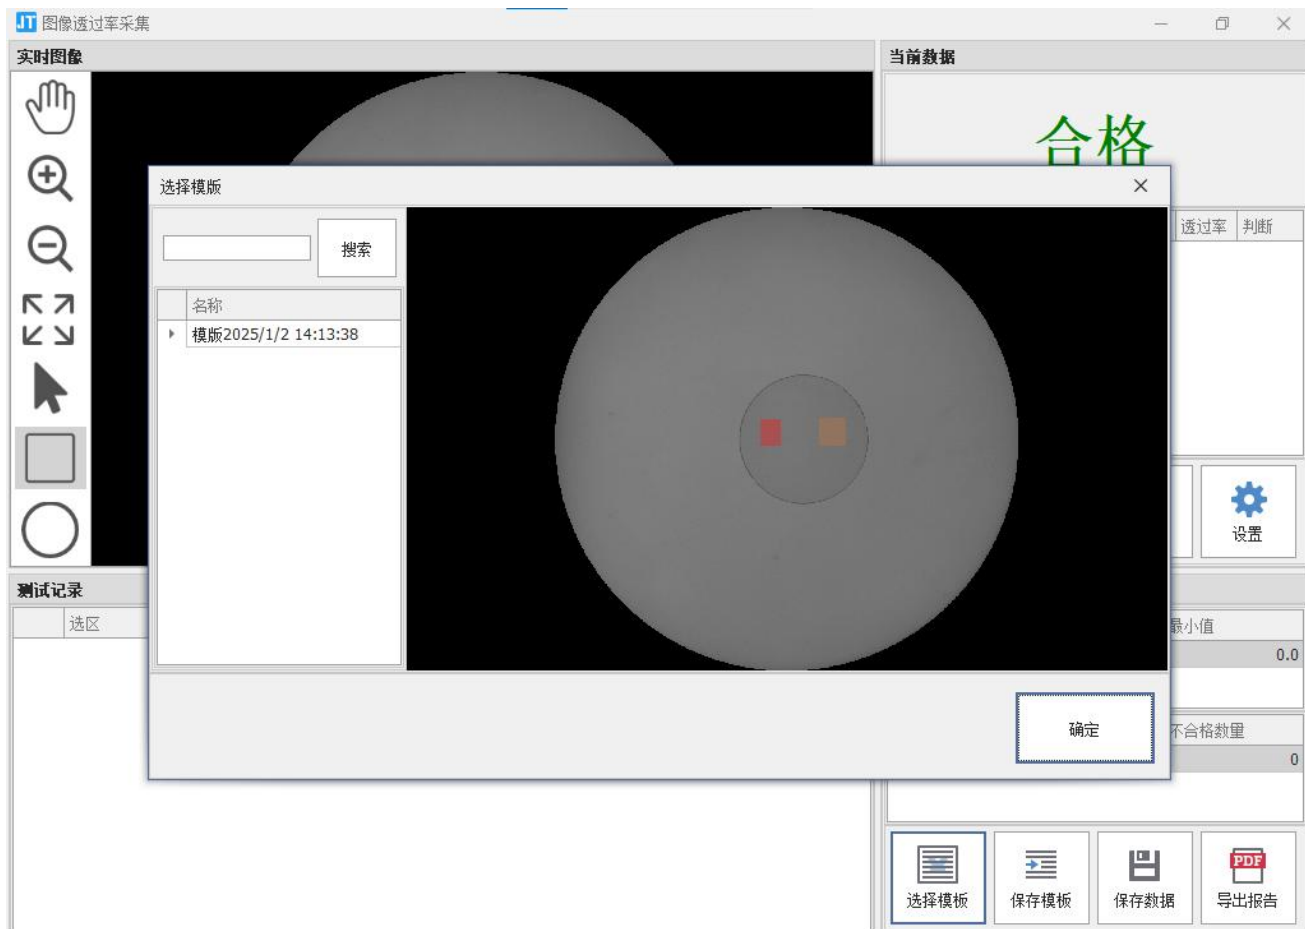 JT 图像透过率采集
实时图像
当前数据
合格
选择模版
搜索
名称
模版2025/1/2 14:13:38
确定
透过率 判断
设置
测试记录
选区
最小值
0.0
不合格数量
0
选择模板
保存模板
保存数据
PDF
导出报告